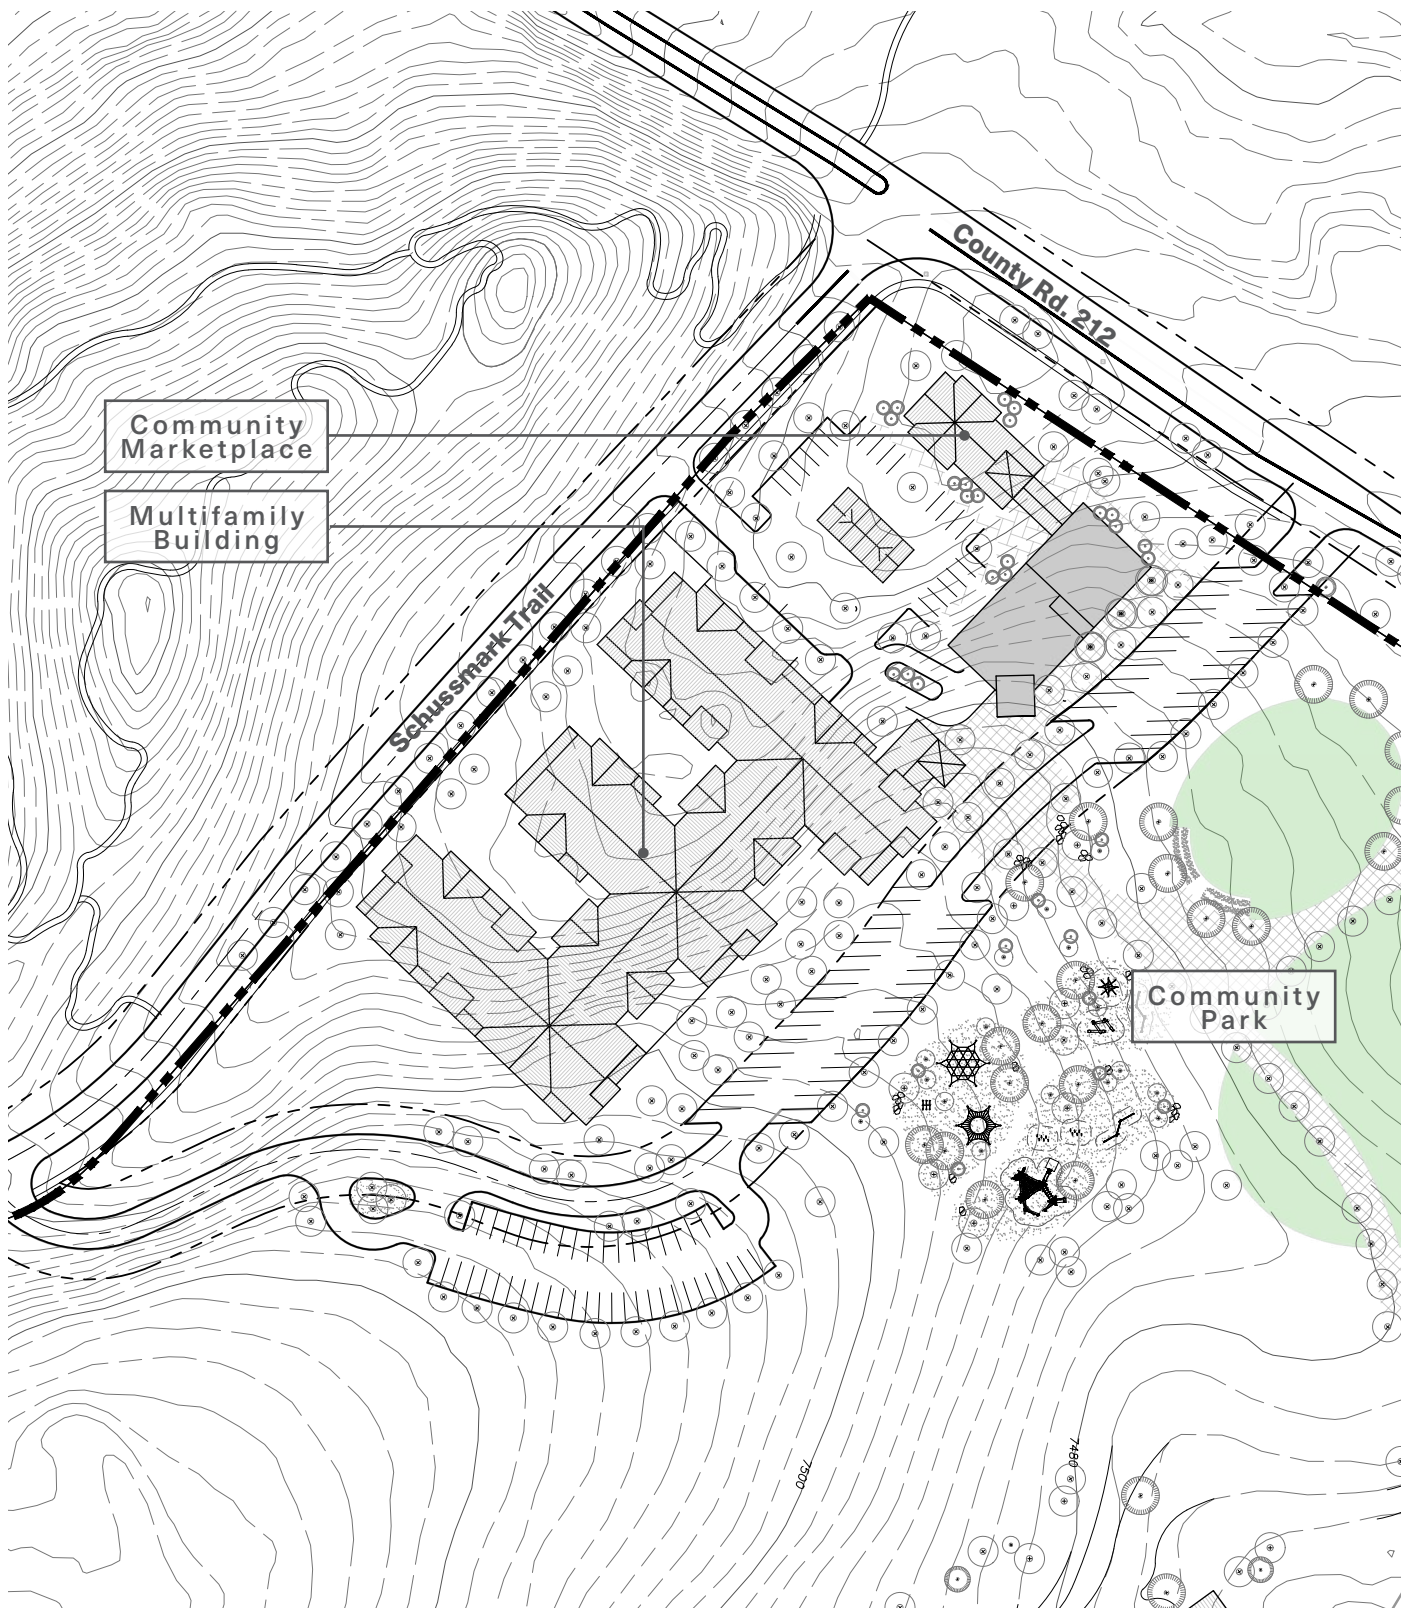 County Rd. 212
Community
Marketplace
Multifamily
Building
Schussmark Trail
Community
Park
7500
7480